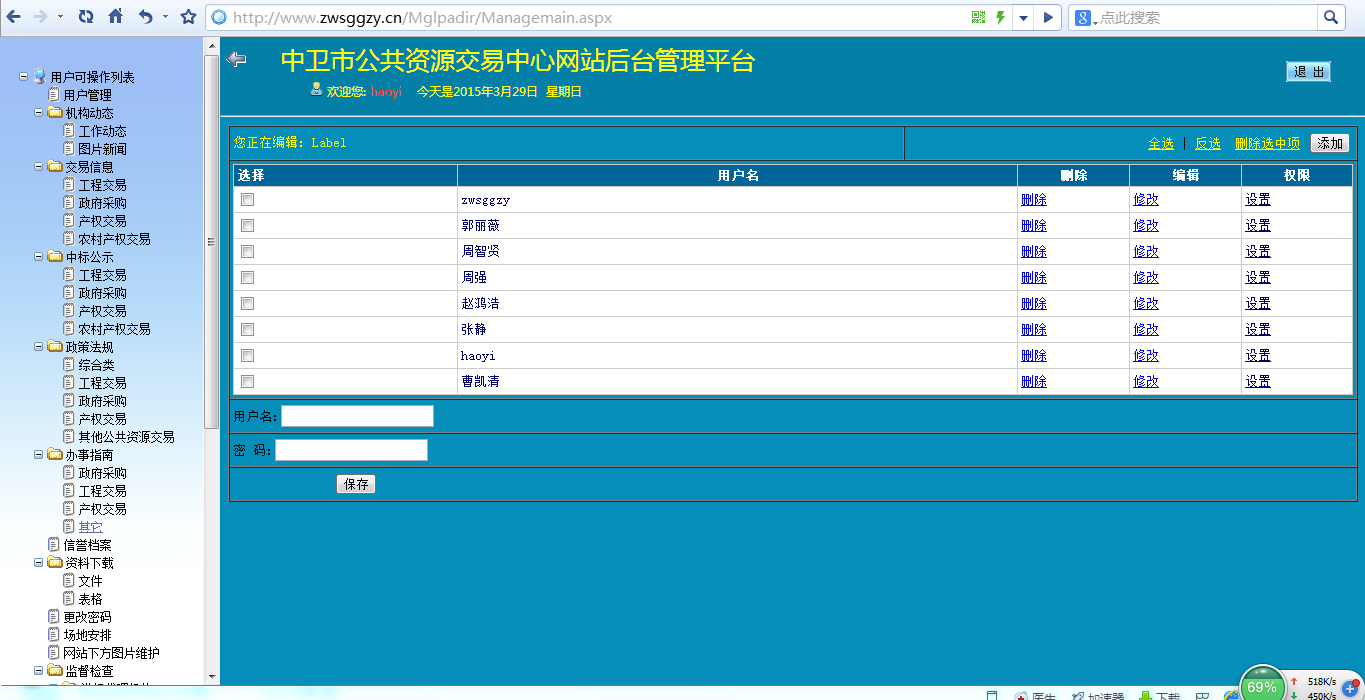 http://www.zwsggzy.cn/Mglpadir/Managemain.aspx
点此搜索
用户可操作列表
用户管理
机构动态
工作动态
图片新闻
交易信息
工程交易
政府采购
产权交易
农村产权交易
中标公示
工程交易
政府采购
产权交易
农村产权交易
政策法规
综合类
工程交易
政府采购
产权交易
其他公共资源交易
办事指南
政府采购
工程交易
产权交易
其它
信誉档案
资料下载
文件
表格
更改密码
场地安排
网站下方图片维护
监督检查
中卫市公共资源交易中心网站后台管理平台
欢迎您: haoyi 今天是2015年3月29日 星期日
退 出
您正在编辑: Label
全选 | 反选 删除选中项 添加
选择 用户名 删除 编辑 权限
zwsggzy 删除 修改 设置
郭丽薇 删除 修改 设置
周智贤 删除 修改 设置
周强 删除 修改 设置
赵鸿浩 删除 修改 设置
张静 删除 修改 设置
haoyi 删除 修改 设置
曹凯清 删除 修改 设置
用户名:
密 码:
保存
69%
518K/s
450K/s
医生 加速器 下载